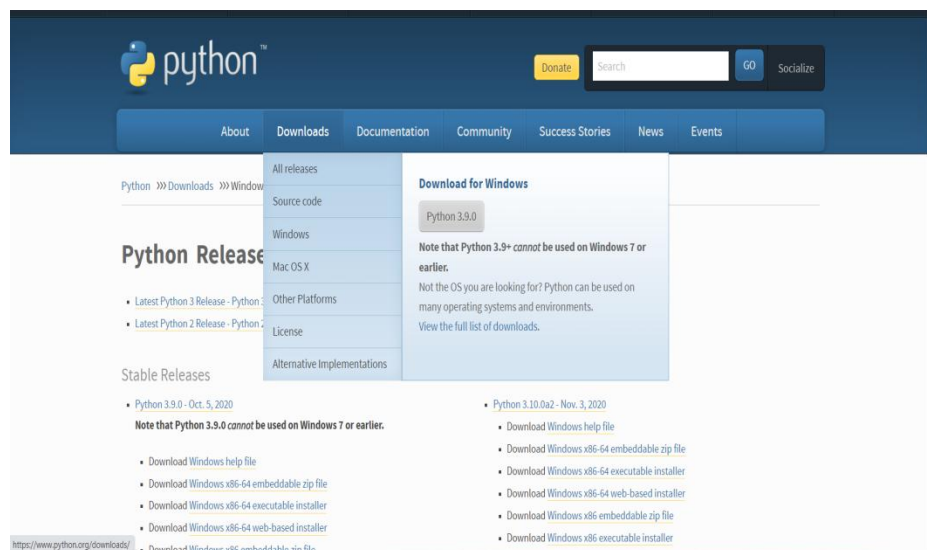 python™
Donate
Search
GO
Socialize
About
Downloads
Documentation
Community
Success Stories
News
Events
All releases
Source code
Windows
Mac OS X
Other Platforms
License
Alternative Implementations
Download for Windows
Python 3.9.0
Note that Python 3.9+ cannot be used on Windows 7 or
earlier.
Not the OS you are looking for? Python can be used on
many operating systems and environments.
View the full list of downloads.
Python »» Downloads »» Window
Python Release
Latest Python 3 Release - Python 3
Latest Python 2 Release - Python 2
Stable Releases
Python 3.9.0 - Oct. 5, 2020
Note that Python 3.9.0 cannot be used on Windows 7 or earlier.
Download Windows help file
Download Windows x86-64 embeddable zip file
Download Windows x86-64 executable installer
Download Windows x86-64 web-based installer
Download Windows x86 embeddable zip file
Python 3.10.0a2 - Nov. 3, 2020
Download Windows help file
Download Windows x86-64 embeddable zip file
Download Windows x86-64 executable installer
Download Windows x86-64 web-based installer
Download Windows x86 embeddable zip file
Download Windows x86 executable installer
https://www.python.org/downloads/